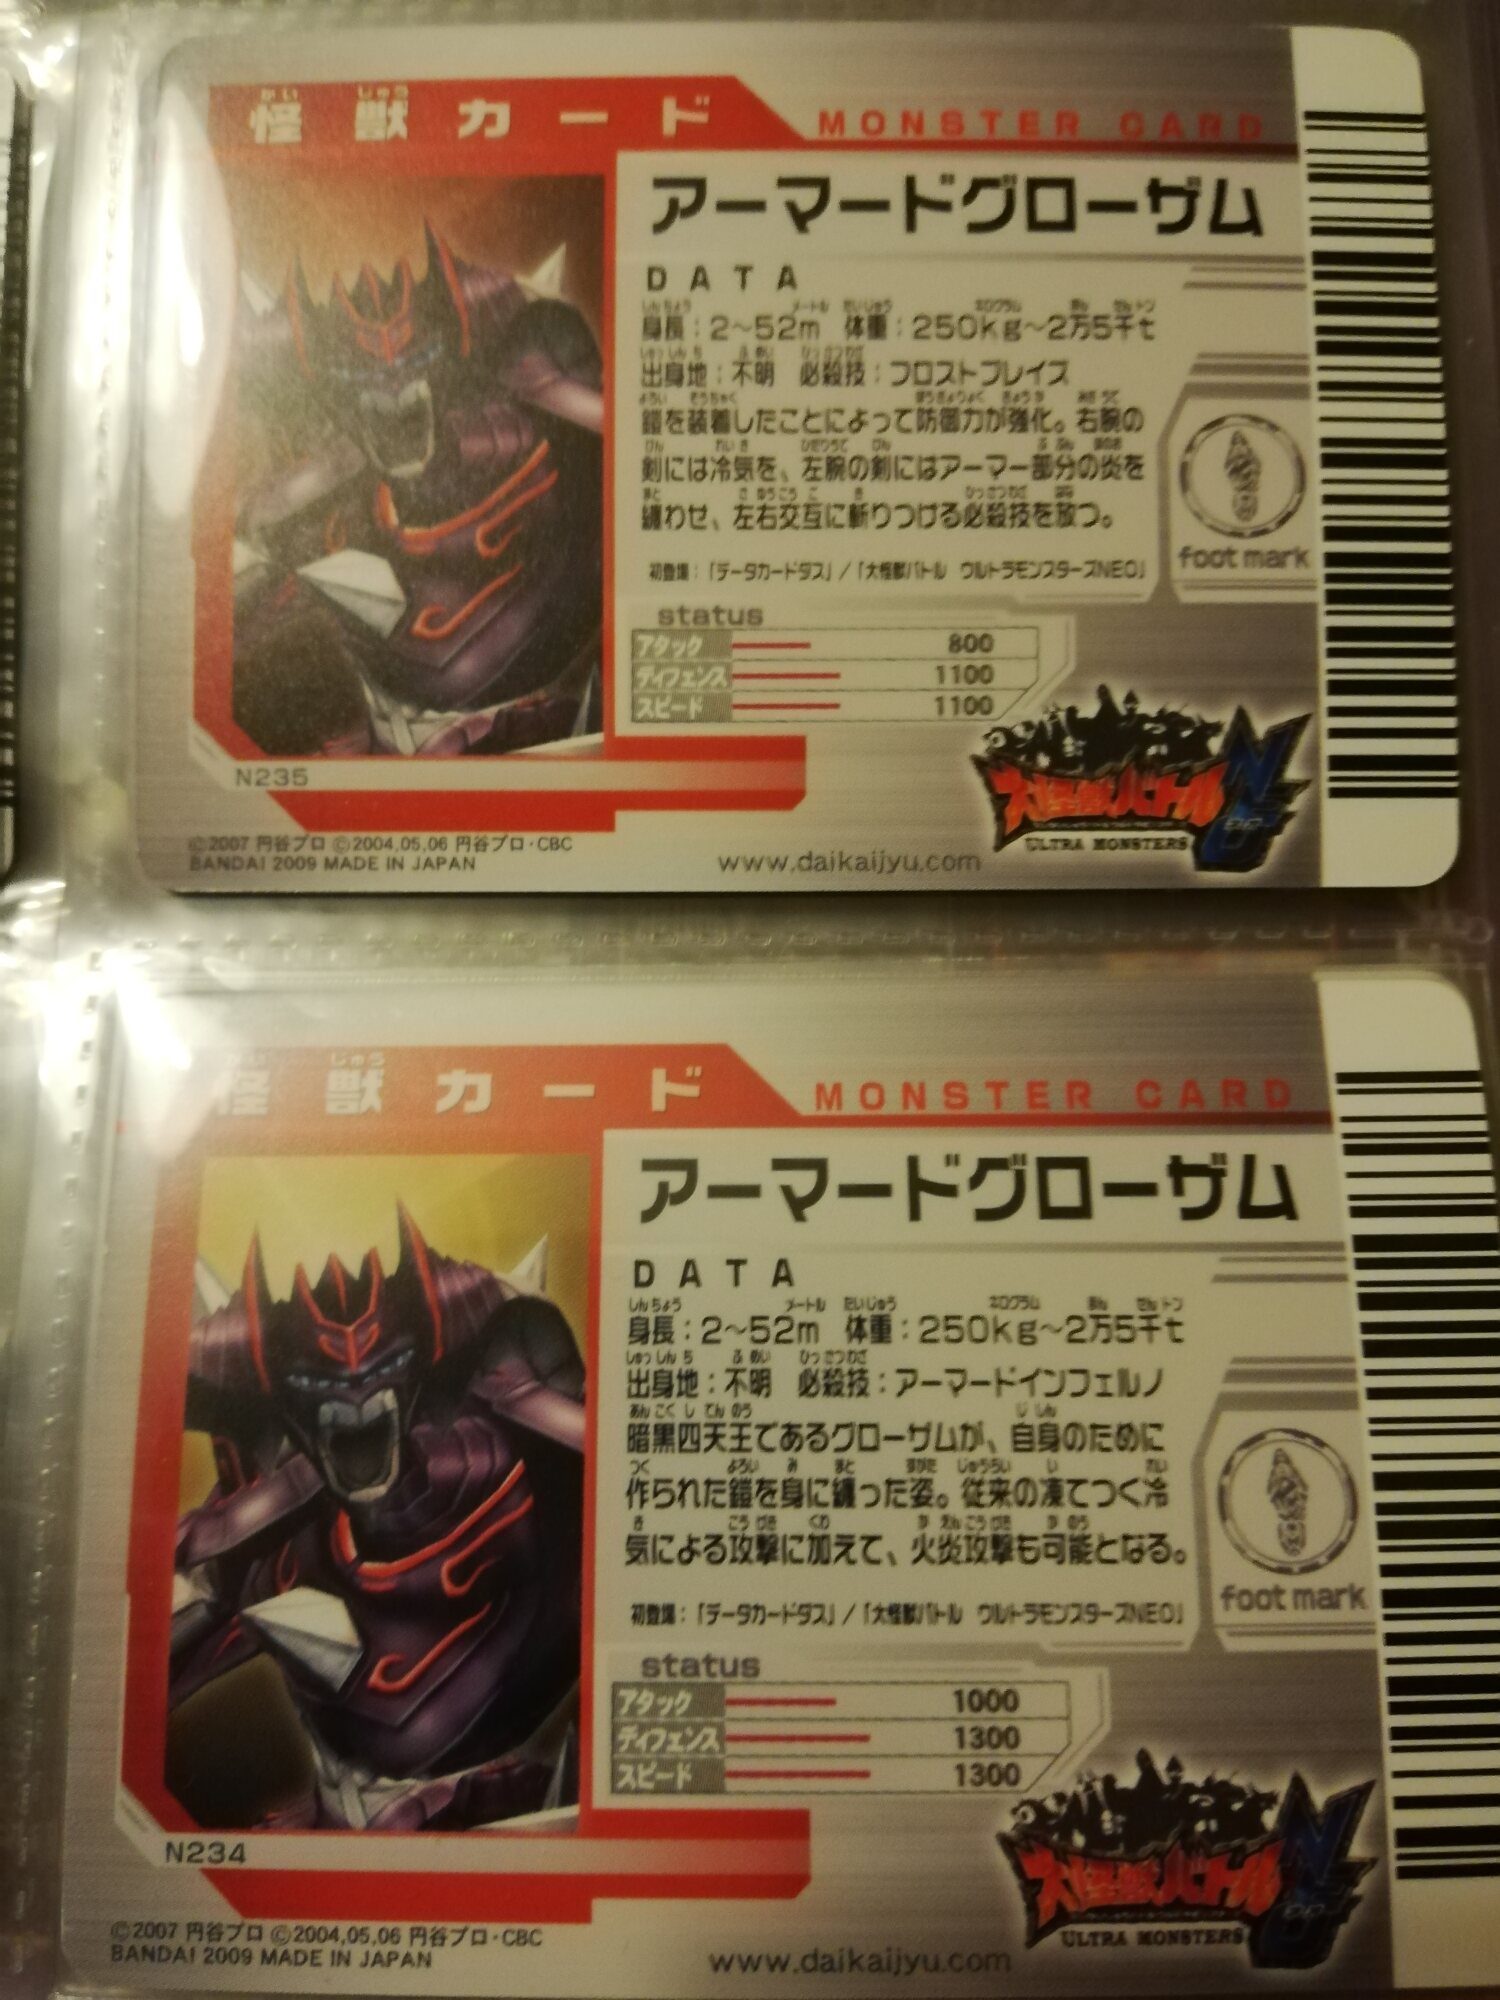 怪獣カード MONSTER CARD
アーマードグローザム
DATA
身長：2～52m 体重：250kg～2万5千t
出身地：不明 必殺技：フロストブレイズ
鎧を装着したことによって防御力が強化。右腕の
剣には冷気を、左腕の剣にはアーマー部分の炎を
纏わせ、左右交互に斬りつける必殺技を放つ。
初登場：「データカードダス」/「大怪獣バトル ウルトラモンスターズNEO」
foot mark
status
アタック 800
ディフェンス 1100
スピード 1100
N235
大怪獣バトル NEO
ULTRA MONSTERS
©2007 円谷プロ ©2004,05,06 円谷プロ・CBC
BANDAI 2009 MADE IN JAPAN
www.daikaijyu.com
怪獣カード MONSTER CARD
アーマードグローザム
DATA
身長：2～52m 体重：250kg～2万5千t
出身地：不明 必殺技：アーマードインフェルノ
暗黒四天王であるグローザムが、自身のために
作られた鎧を身に纏った姿。従来の凍てつく冷
気による攻撃に加えて、火炎攻撃も可能となる。
初登場：「データカードダス」/「大怪獣バトル ウルトラモンスターズNEO」
foot mark
status
アタック 1000
ディフェンス 1300
スピード 1300
N234
大怪獣バトル NEO
ULTRA MONSTERS
©2007 円谷プロ ©2004,05,06 円谷プロ・CBC
BANDAI 2009 MADE IN JAPAN
www.daikaijyu.com